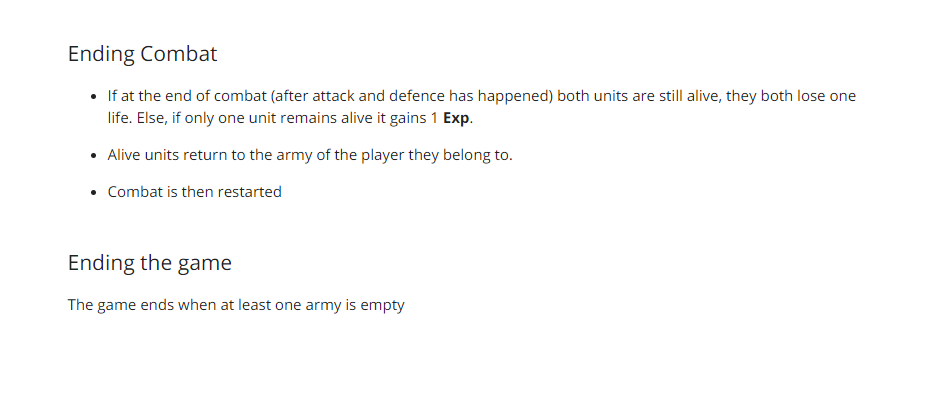 Ending Combat
• If at the end of combat (after attack and defence has happened) both units are still alive, they both lose one
life. Else, if only one unit remains alive it gains 1 Exp.
• Alive units return to the army of the player they belong to.
• Combat is then restarted
Ending the game
The game ends when at least one army is empty